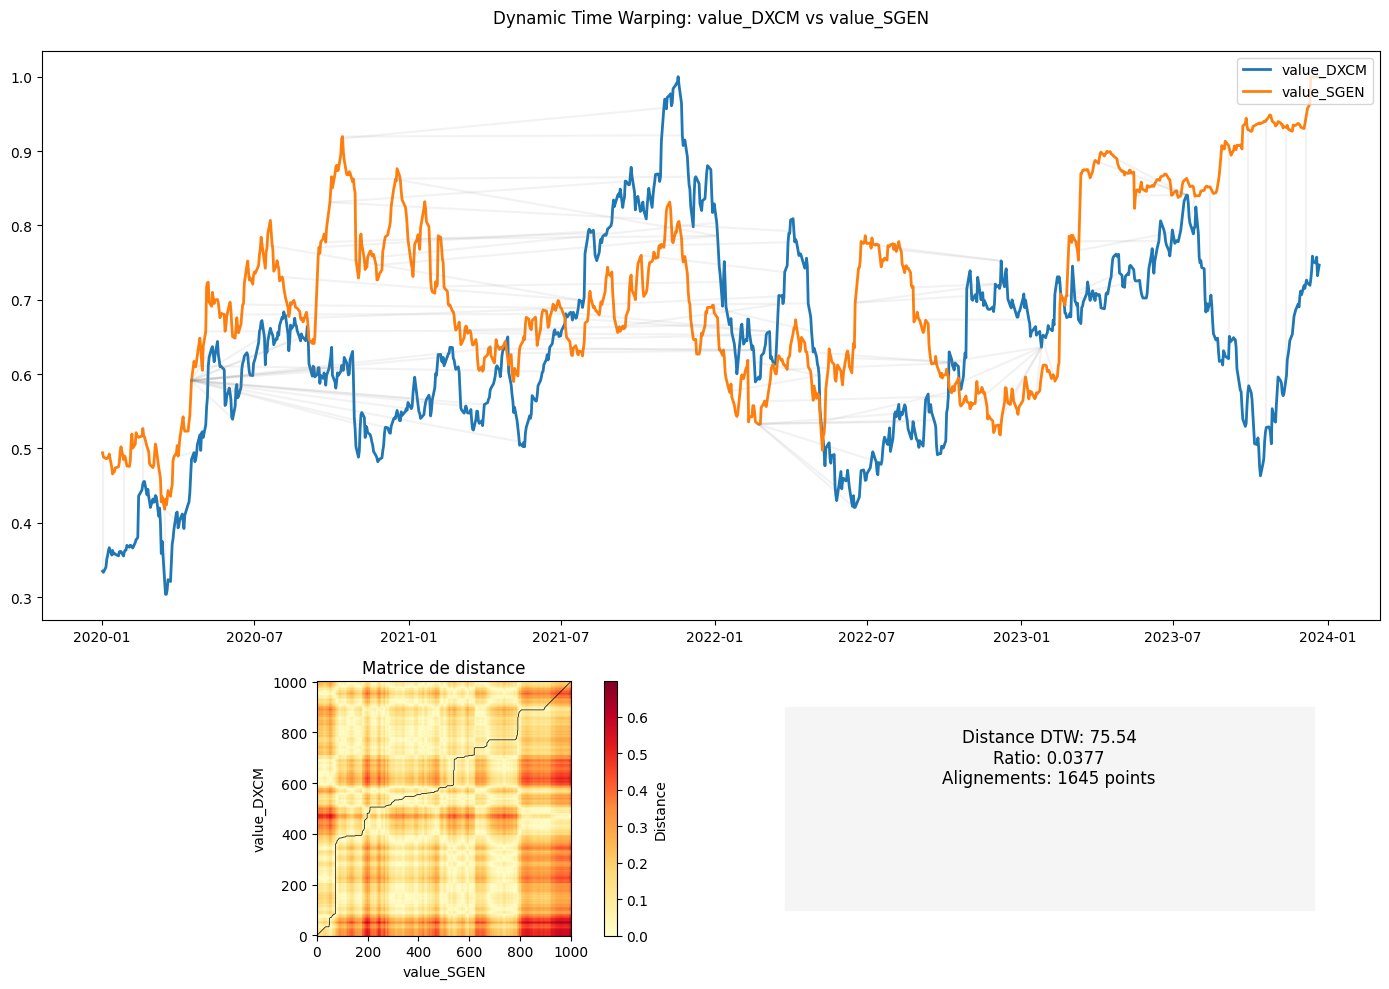 Dynamic Time Warping: value_DXCM vs value_SGEN
value_DXCM
value_SGEN
1.0
0.9
0.8
0.7
0.6
0.5
0.4
0.3
2020-01 2020-07 2021-01 2021-07 2022-01 2022-07 2023-01 2023-07 2024-01
Matrice de distance
value_DXCM
1000
800
600
400
200
0
0 200 400 600 800 1000
value_SGEN
0.6
0.5
0.4
0.3
0.2
0.1
0.0
Distance
Distance DTW: 75.54
Ratio: 0.0377
Alignements: 1645 points